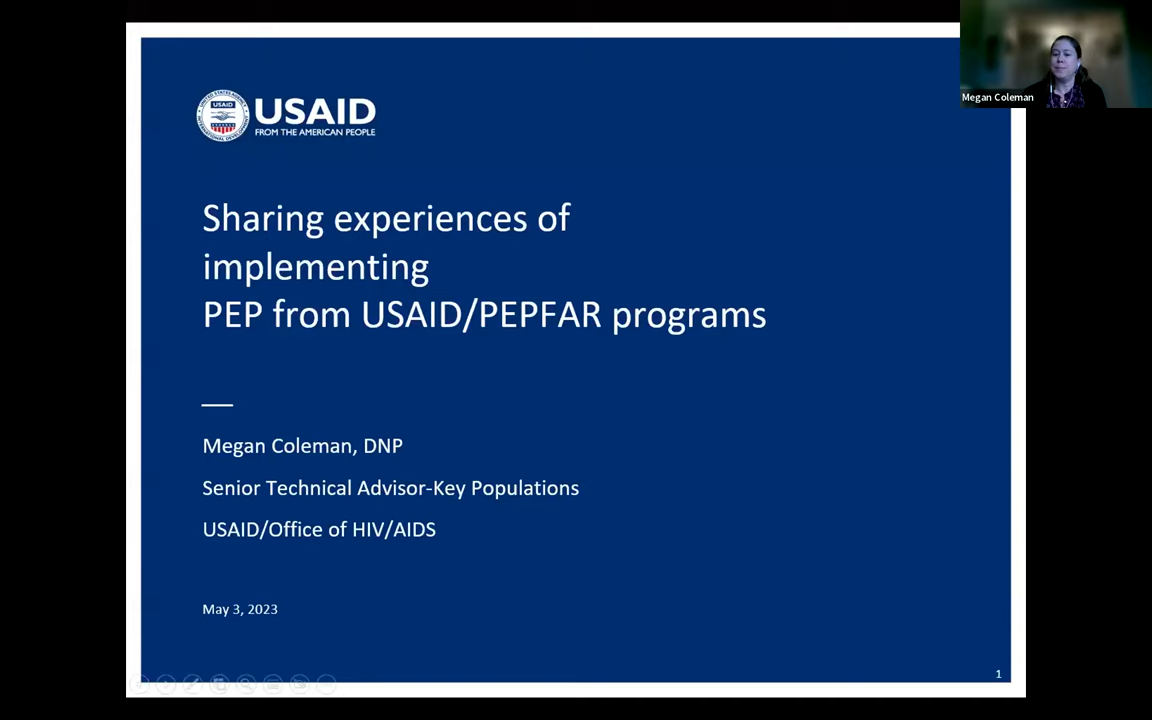 Megan Coleman
USAID
USAID
FROM THE AMERICAN PEOPLE
Sharing experiences of
implementing
PEP from USAID/PEPFAR programs
Megan Coleman, DNP
Senior Technical Advisor-Key Populations
USAID/Office of HIV/AIDS
May 3, 2023
1